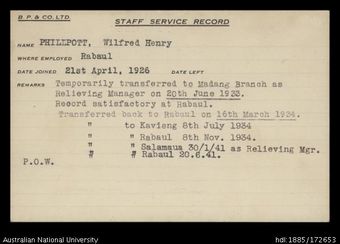 B. P. & CO. LTD.
STAFF SERVICE RECORD
NAME PHILLPOTT, Wilfred Henry
WHERE EMPLOYED Rabaul
DATE JOINED 21st April, 1926 DATE LEFT
REMARKS Temporarily transferred to Madang Branch as
Relieving Manager on 20th June 1933.
Record satisfactory at Rabaul.
Transferred back to Rabaul on 16th March 1934.
" to Kavieng 8th July 1934
" " Rabaul 8th Nov. 1934.
" " Salamaua 30/1/41 as Relieving Mgr.
" " Rabaul 20.6.41.
P.O.W.
Australian National University
hdl:1885/172653